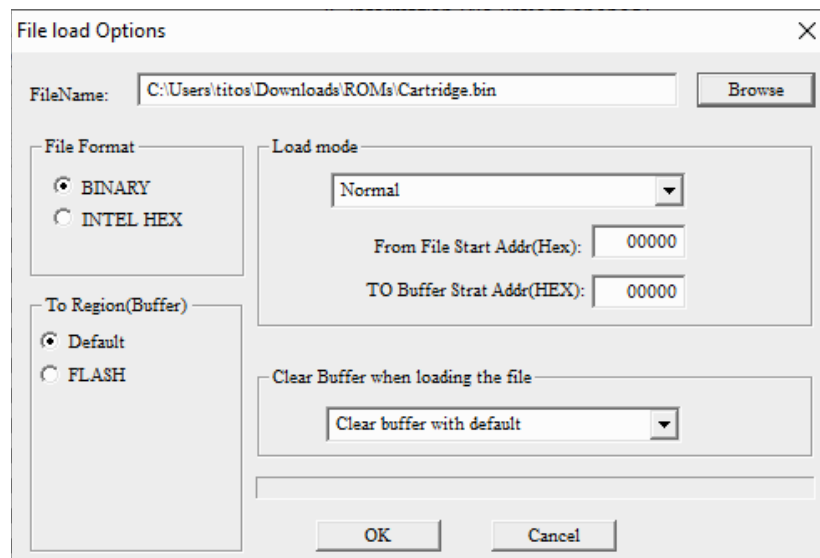 File load Options
FileName:
C:\Users\titos\Downloads\ROMs\Cartridge.bin
Browse
File Format
BINARY
INTEL HEX
Load mode
Normal
From File Start Addr(Hex):
00000
TO Buffer Strat Addr(HEX):
00000
To Region(Buffer)
Default
FLASH
Clear Buffer when loading the file
Clear buffer with default
OK
Cancel